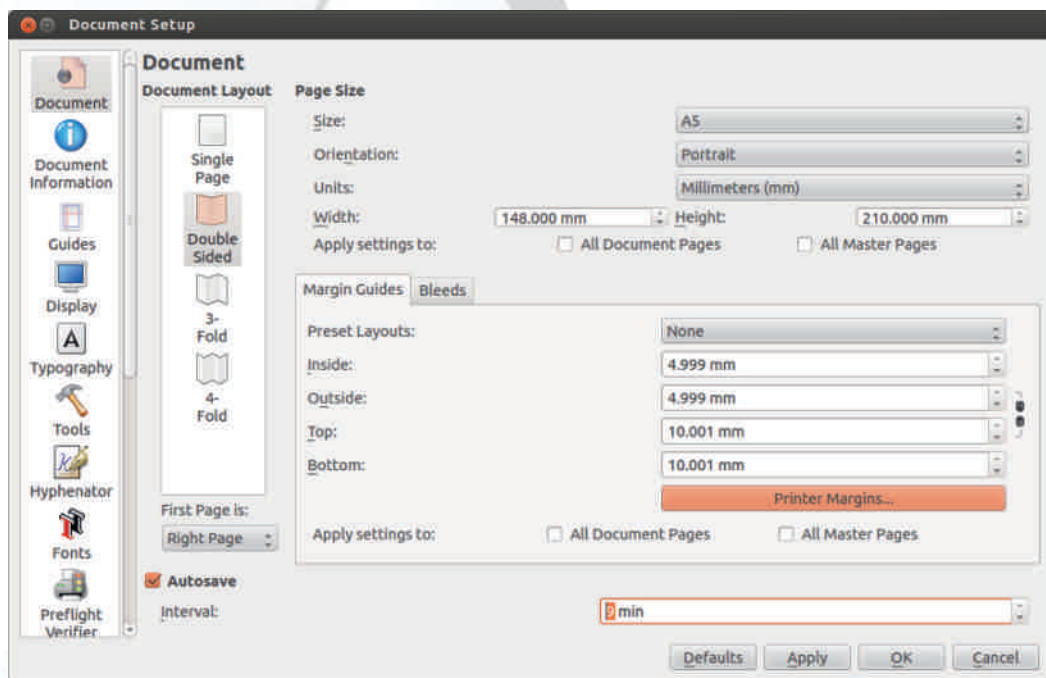 Document Setup
Document
Document
Information
Guides
Display
Typography
Tools
Hyphenator
Fonts
Preflight
Verifier
Document
Document Layout
Single
Page
Double
Sided
3-
Fold
4-
Fold
First Page is:
Right Page
Page Size
Size: A5
Orientation: Portrait
Units: Millimeters (mm)
Width: 148.000 mm Height: 210.000 mm
Apply settings to: All Document Pages All Master Pages
Margin Guides Bleeds
Preset Layouts: None
Inside: 4.999 mm
Outside: 4.999 mm
Top: 10.001 mm
Bottom: 10.001 mm
Printer Margins...
Apply settings to: All Document Pages All Master Pages
Autosave
Interval: 9 min
Defaults Apply OK Cancel